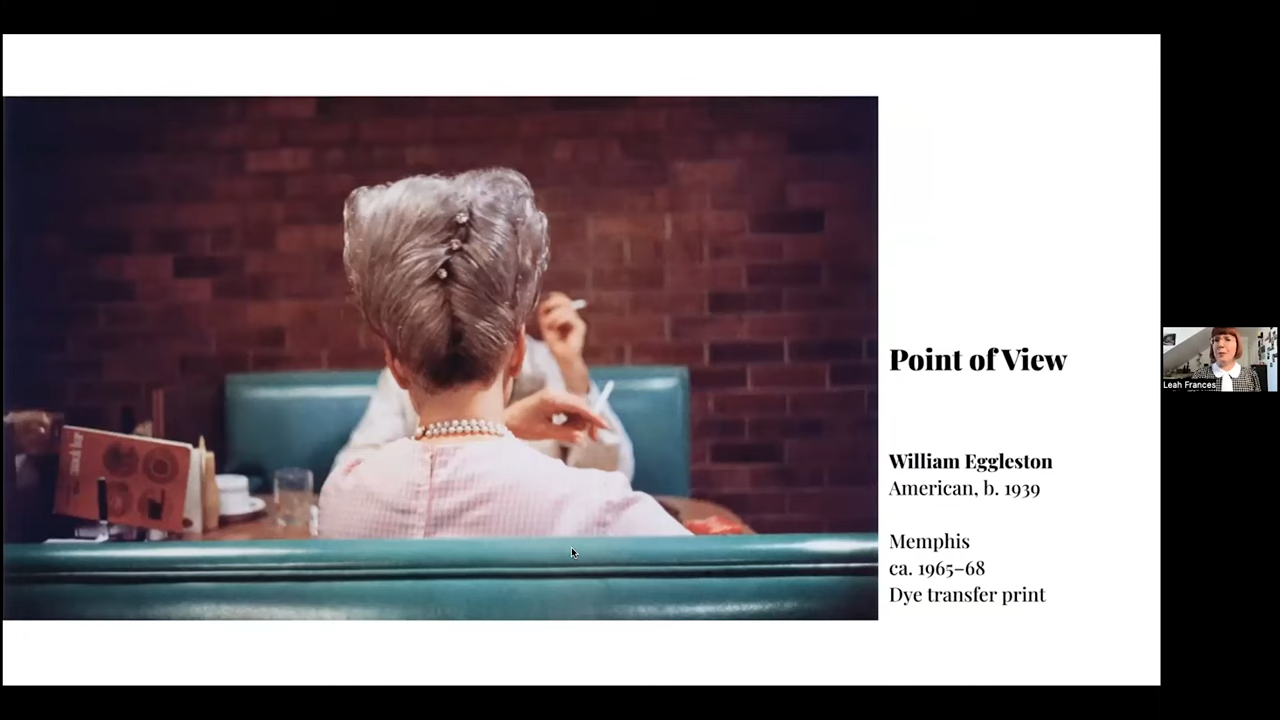 Point of View
William Eggleston
American, b. 1939
Memphis
ca. 1965–68
Dye transfer print
Leah Frances